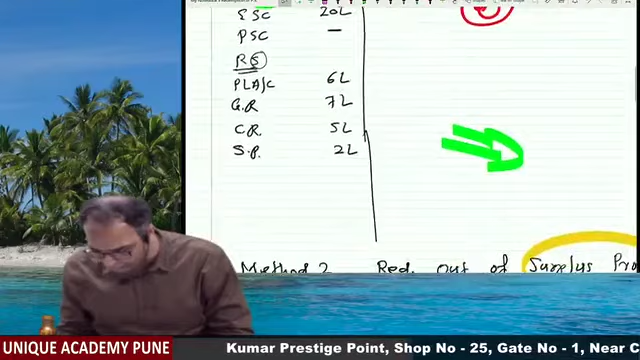 ESC 20L
PSC —
RS
PLA/C 6L
G.R 7L
C.R. 5L
S.P. 2L
Method 2 Red. out of Surplus Pro
UNIQUE ACADEMY PUNE
Kumar Prestige Point, Shop No - 25, Gate No - 1, Near C